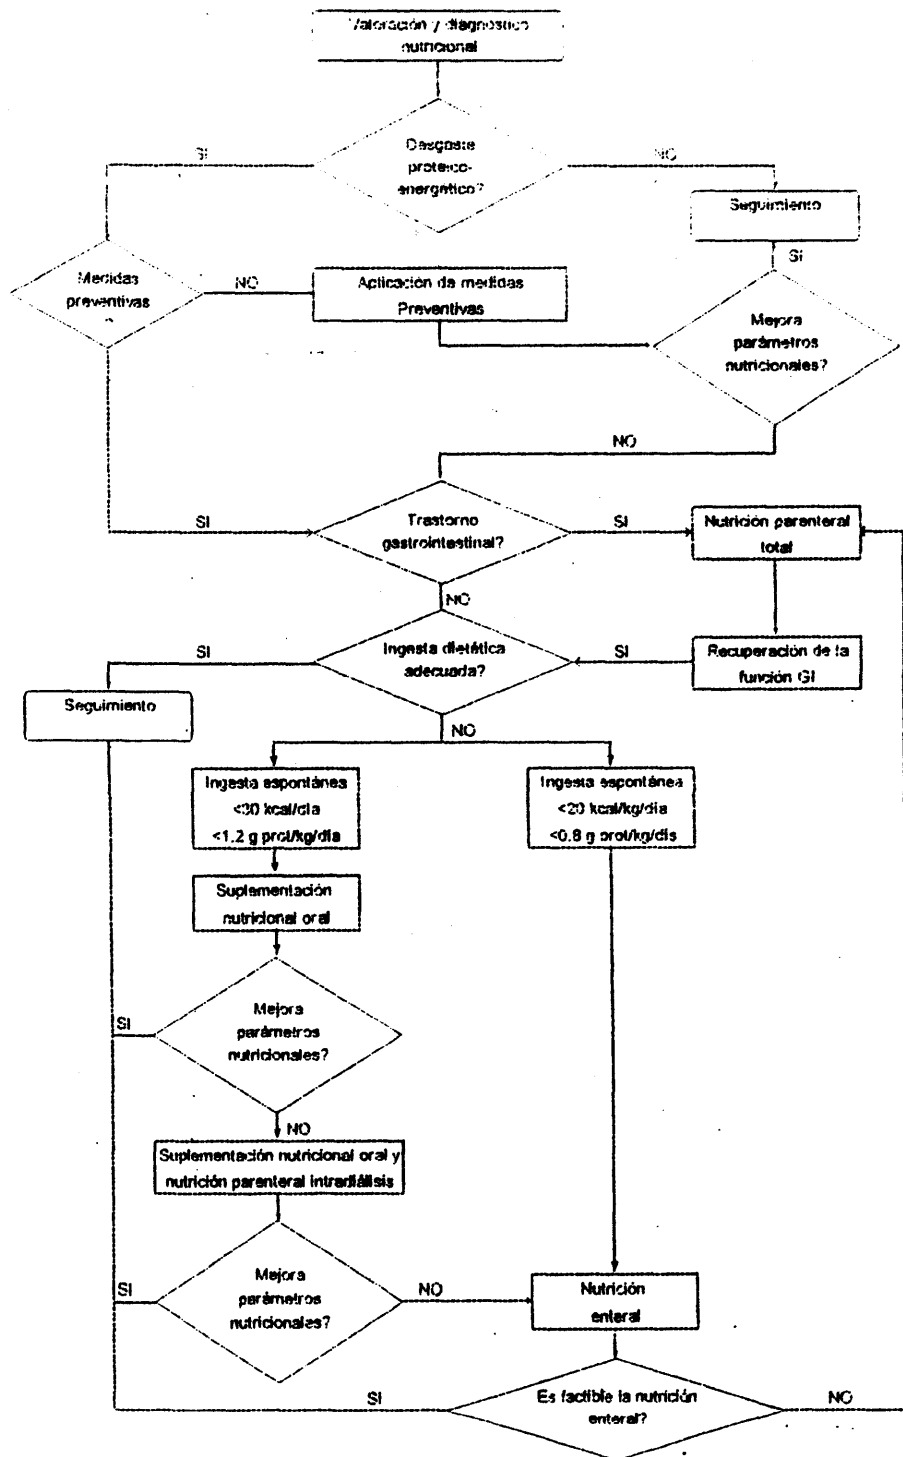 Valoración y diagnóstico
nutricional
Desgaste
proteico-
energético?
SI
NO
Seguimiento
SI
Medidas
preventivas
?
NO
Aplicación de medidas
Preventivas
Mejora
parámetros
nutricionales?
NO
SI
Trastorno
gastrointestinal?
SI
Nutrición parenteral
total
NO
SI
Ingesta dietética
adecuada?
SI
Recuperación de la
función GI
Seguimiento
NO
Ingesta espontánea
<30 kcal/día
<1.2 g prot/kg/día
Ingesta espontánea
<20 kcal/kg/día
<0.8 g prot/kg/día
Suplementación
nutricional oral
SI
Mejora
parámetros
nutricionales?
NO
Suplementación nutricional oral y
nutrición parenteral intradiálisis
SI
Mejora
parámetros
nutricionales?
NO
Nutrición
enteral
SI
Es factible la nutrición
enteral?
NO